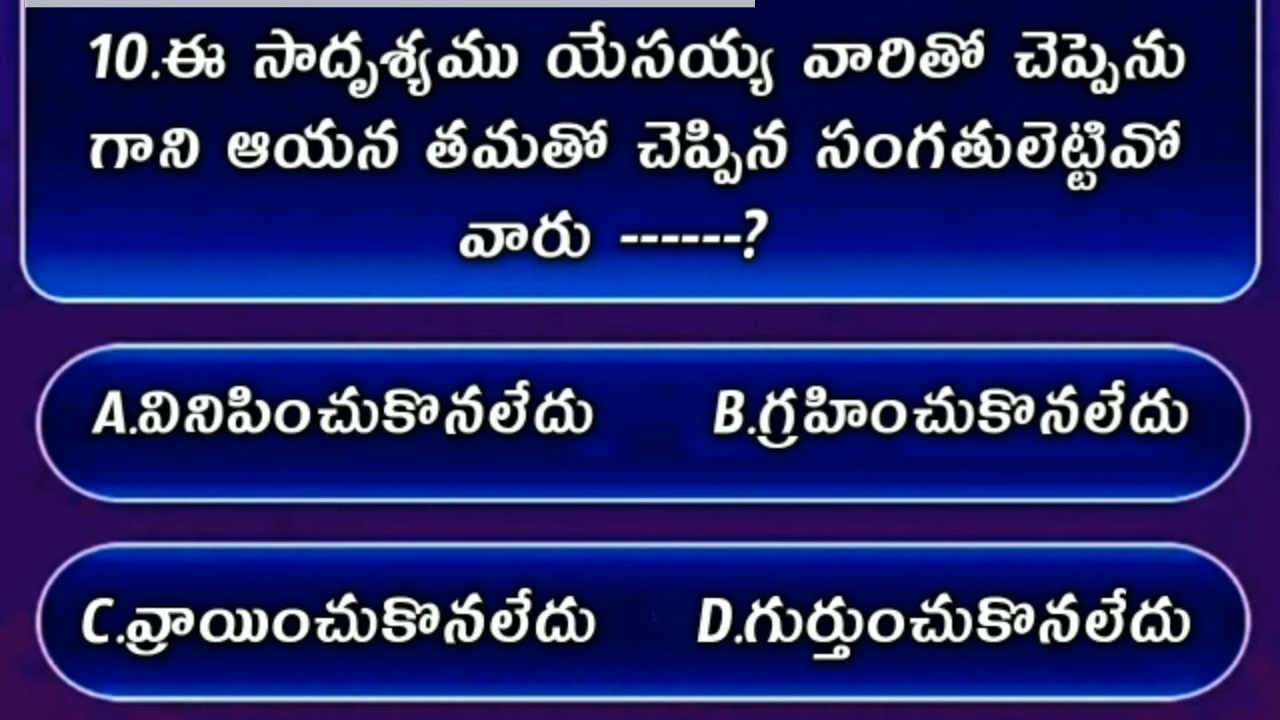 10.ఈ సాదృశ్యము యేసయ్య వారితో చెప్పెను
గాని ఆయన తమతో చెప్పిన సంగతులెట్టివో
వారు ------?
A.వినిపించుకొనలేదు B.గ్రహించుకొనలేదు
C.వ్రాయించుకొనలేదు D.గుర్తుంచుకొనలేదు